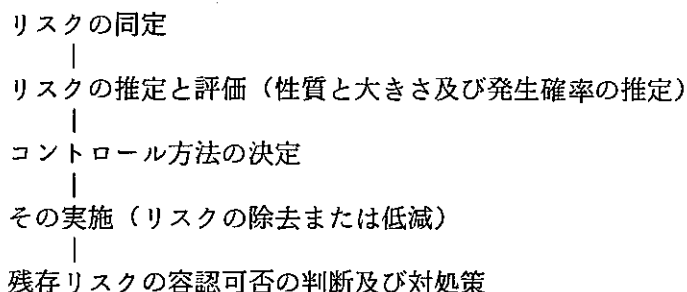 リスクの同定
リスクの推定と評価（性質と大きさ及び発生確率の推定）
コントロール方法の決定
その実施（リスクの除去または低減）
残存リスクの容認可否の判断及び対処策